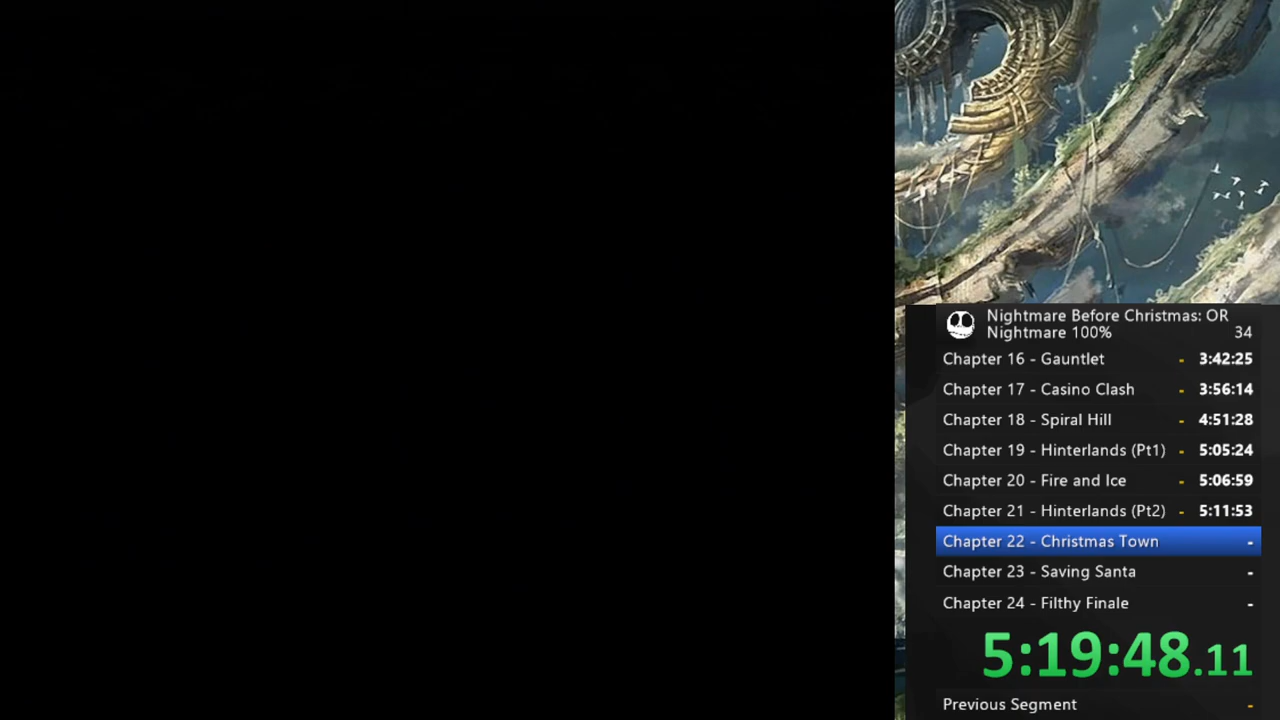 Nightmare Before Christmas: OR
Nightmare 100% 34
Chapter 16 - Gauntlet - 3:42:25
Chapter 17 - Casino Clash - 3:56:14
Chapter 18 - Spiral Hill - 4:51:28
Chapter 19 - Hinterlands (Pt1) - 5:05:24
Chapter 20 - Fire and Ice - 5:06:59
Chapter 21 - Hinterlands (Pt2) - 5:11:53
Chapter 22 - Christmas Town -
Chapter 23 - Saving Santa -
Chapter 24 - Filthy Finale -
5:19:48.11
Previous Segment -